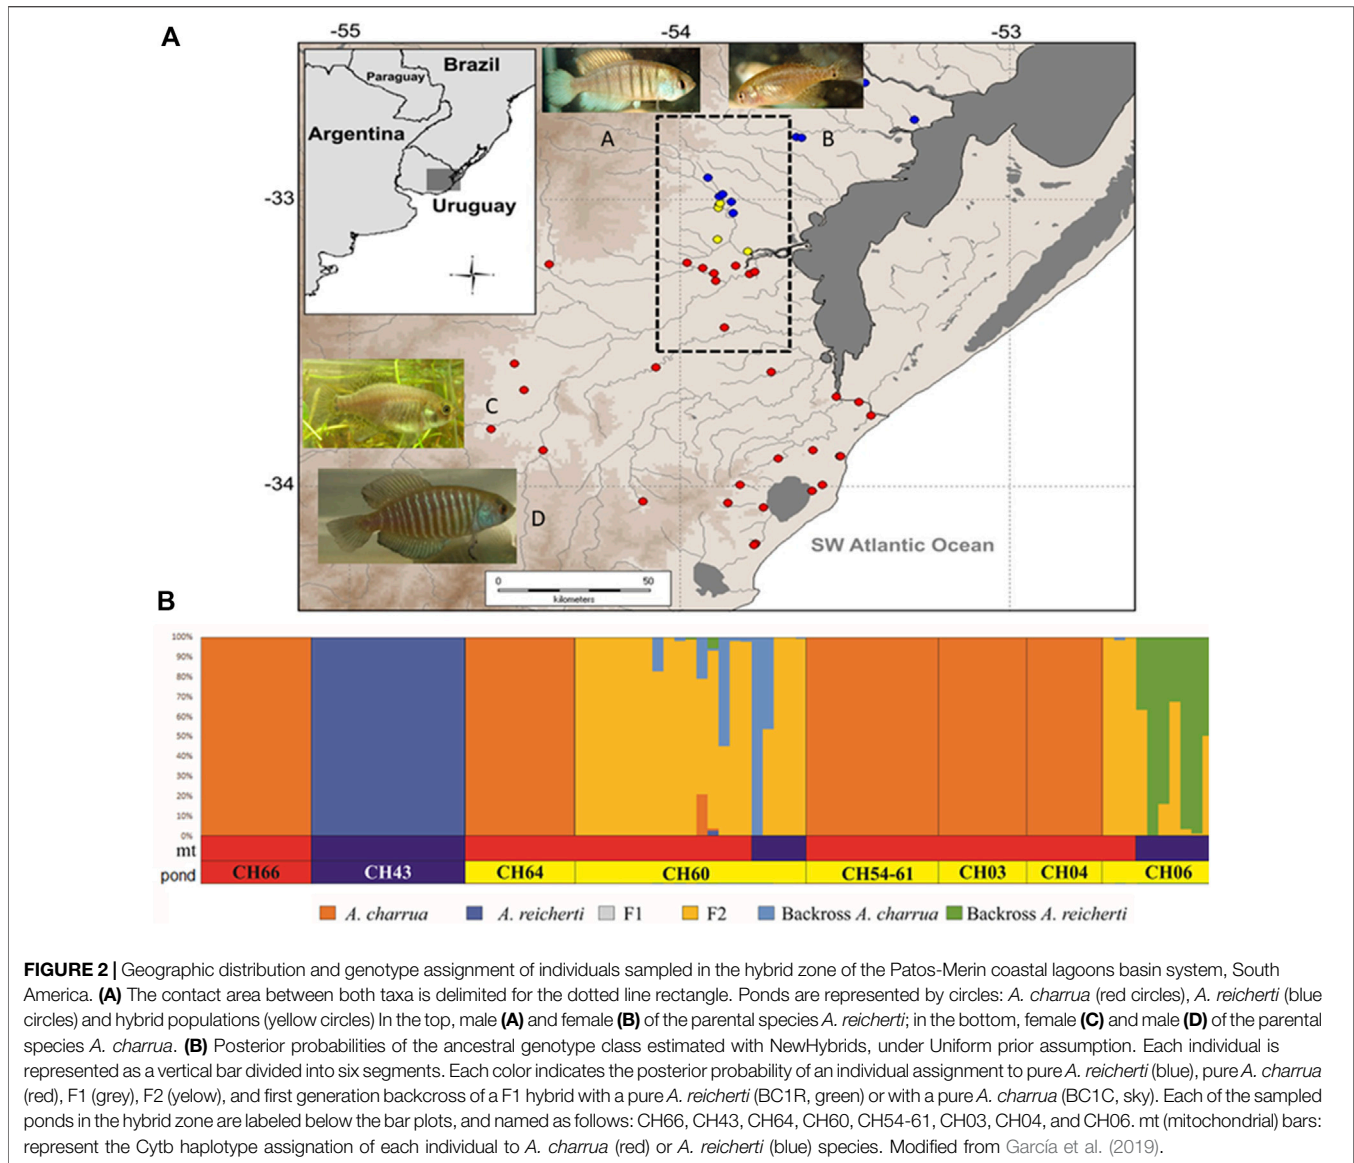 A
-55
-54
-53
Brazil
Paraguay
Argentina
Uruguay
A
B
-33
C
-34
D
SW Atlantic Ocean
0 50
kilometers
B
100%
90%
80%
70%
60%
50%
40%
30%
20%
10%
0%
mt
pond
CH66 CH43 CH64 CH60 CH54-61 CH03 CH04 CH06
A. charrua A. reicherti F1 F2 Backross A. charrua Backross A. reicherti
FIGURE 2 | Geographic distribution and genotype assignment of individuals sampled in the hybrid zone of the Patos-Merin coastal lagoons basin system, South
America. (A) The contact area between both taxa is delimited for the dotted line rectangle. Ponds are represented by circles: A. charrua (red circles), A. reicherti (blue
circles) and hybrid populations (yellow circles) In the top, male (A) and female (B) of the parental species A. reicherti; in the bottom, female (C) and male (D) of the parental
species A. charrua. (B) Posterior probabilities of the ancestral genotype class estimated with NewHybrids, under Uniform prior assumption. Each individual is
represented as a vertical bar divided into six segments. Each color indicates the posterior probability of an individual assignment to pure A. reicherti (blue), pure A. charrua
(red), F1 (grey), F2 (yelow), and first generation backcross of a F1 hybrid with a pure A. reicherti (BC1R, green) or with a pure A. charrua (BC1C, sky). Each of the sampled
ponds in the hybrid zone are labeled below the bar plots, and named as follows: CH66, CH43, CH64, CH60, CH54-61, CH03, CH04, and CH06. mt (mitochondrial) bars:
represent the Cytb haplotype assignation of each individual to A. charrua (red) or A. reicherti (blue) species. Modified from García et al. (2019).